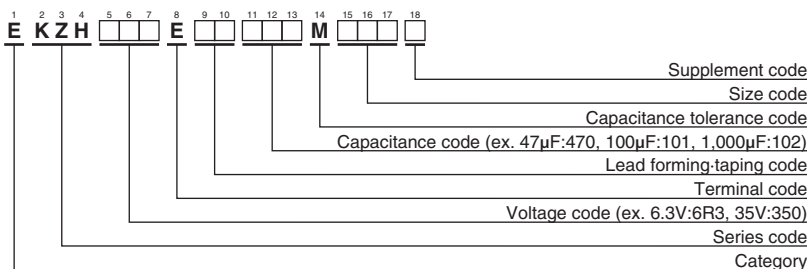 1 2 3 4 5 6 7 8 9 10 11 12 13 14 15 16 17 18
E K Z H E M
Supplement code
Size code
Capacitance tolerance code
Capacitance code (ex. 47μF:470, 100μF:101, 1,000μF:102)
Lead forming·taping code
Terminal code
Voltage code (ex. 6.3V:6R3, 35V:350)
Series code
Category